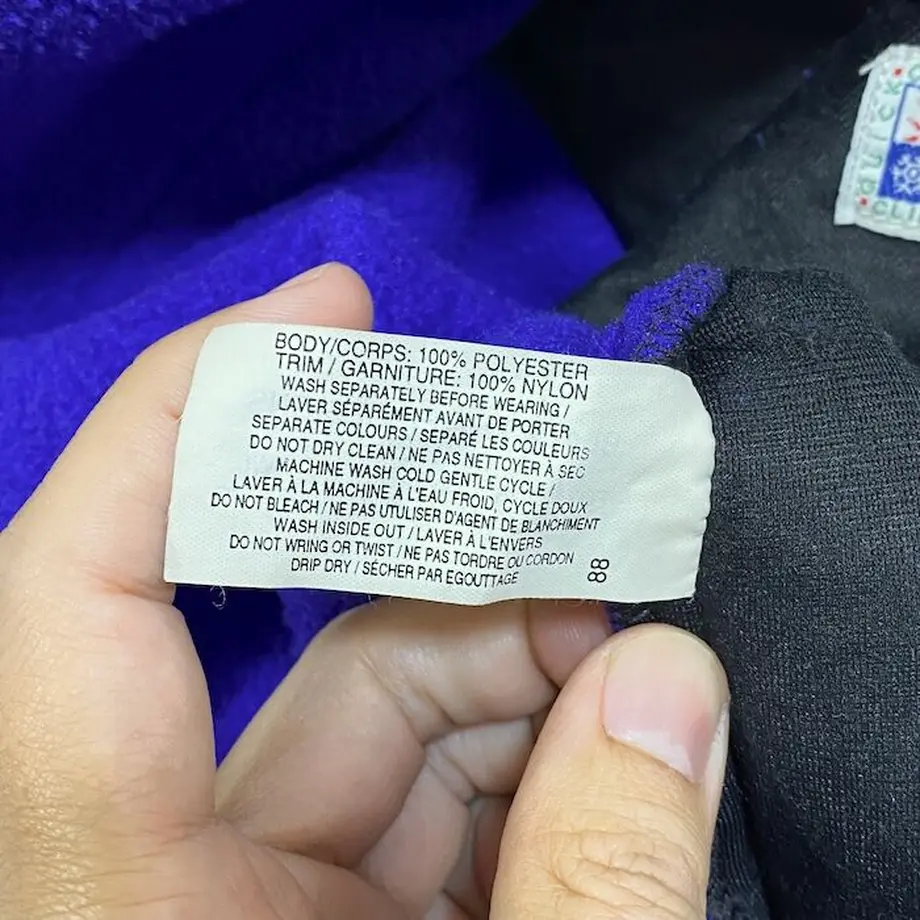 BODY/CORPS: 100% POLYESTER
TRIM / GARNITURE: 100% NYLON
WASH SEPARATELY BEFORE WEARING /
LAVER SÉPARÉMENT AVANT DE PORTER
SEPARATE COLOURS / SEPARÉ LES COULEURS
DO NOT DRY CLEAN / NE PAS NETTOYER À SEC
MACHINE WASH COLD GENTLE CYCLE /
LAVER À LA MACHINE À L'EAU FROID, CYCLE DOUX
DO NOT BLEACH / NE PAS UTULISER D'AGENT DE BLANCHIMENT
WASH INSIDE OUT / LAVER À L'ENVERS
DO NOT WRING OR TWIST / NE PAS TORDRE OU CORDON
DRIP DRY / SÉCHER PAR EGOUTTAGE
88
QUICK